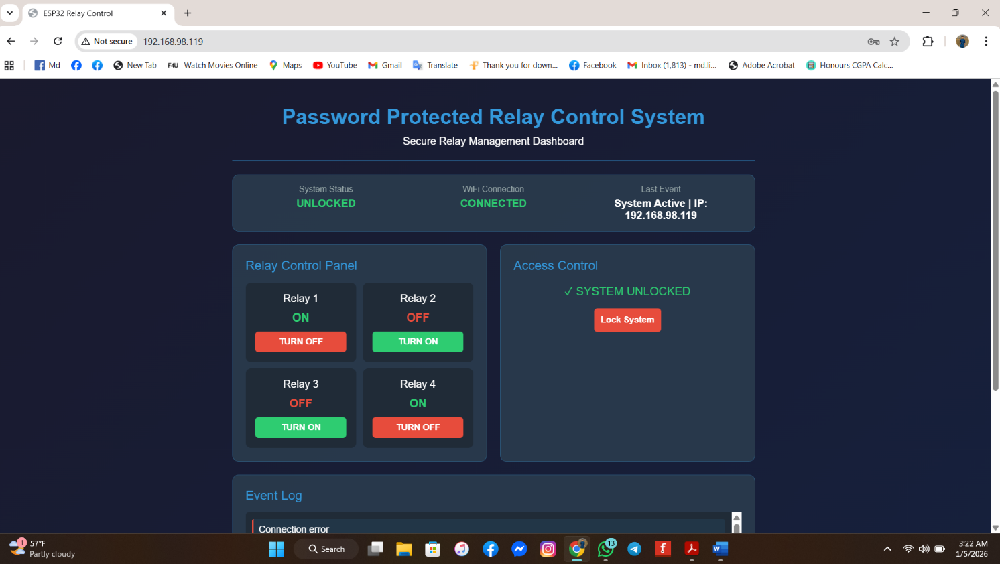 ESP32 Relay Control
Not secure
192.168.98.119
Md
New Tab
F4U Watch Movies Online
Maps
YouTube
Gmail
Translate
Thank you for down...
Facebook
Inbox (1,813) - md.li...
Adobe Acrobat
Honours CGPA Calc...
Password Protected Relay Control System
Secure Relay Management Dashboard
System Status
UNLOCKED
WiFi Connection
CONNECTED
Last Event
System Active | IP:
192.168.98.119
Relay Control Panel
Relay 1
ON
TURN OFF
Relay 2
OFF
TURN ON
Relay 3
OFF
TURN ON
Relay 4
ON
TURN OFF
Access Control
✓ SYSTEM UNLOCKED
Lock System
Event Log
Connection error
1
57°F
Partly cloudy
Search
13
3:22 AM
1/5/2026